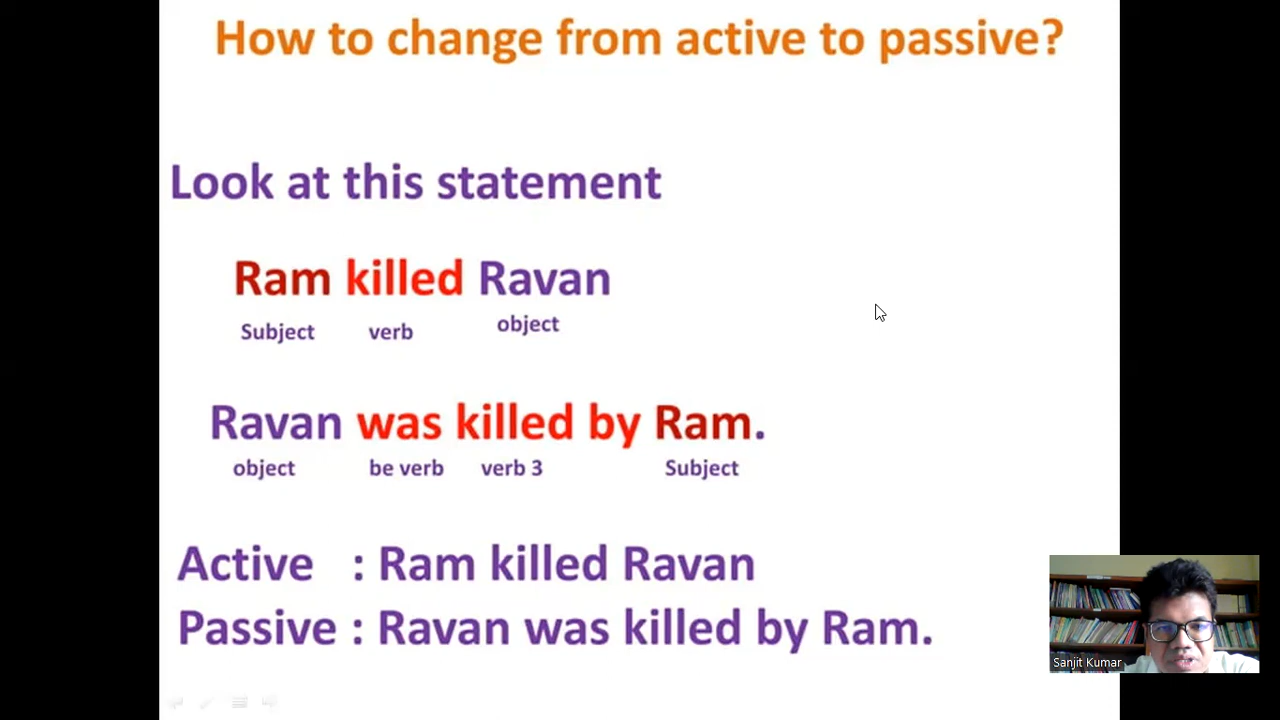 How to change from active to passive?
Look at this statement
Ram killed Ravan
Subject verb object
Ravan was killed by Ram.
object be verb verb 3 Subject
Active : Ram killed Ravan
Passive : Ravan was killed by Ram.
Sanjit Kumar